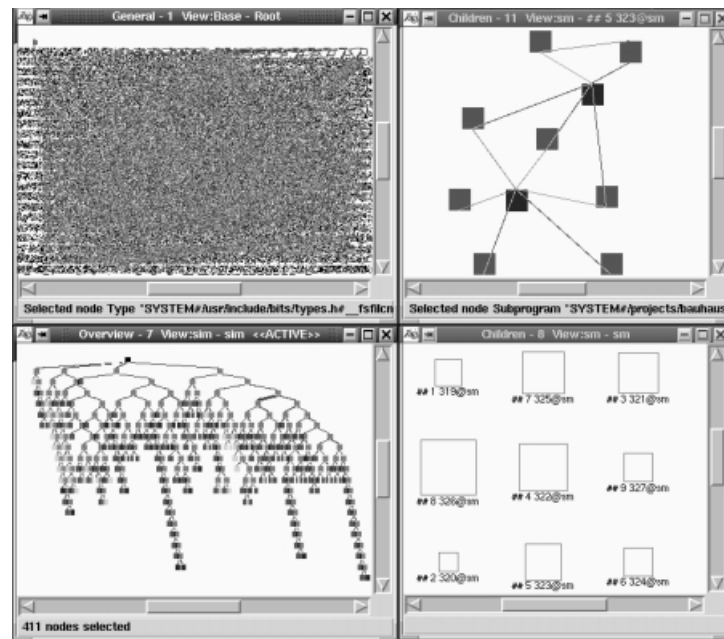 General - 1 View:Base - Root
Children - 11 View:sm - ## 5 323@sm
Selected node Type "SYSTEM#/usr/include/bits/types.h#__fsfilcn
Selected node Subprogram "SYSTEM#/projects/bauhaus
Overview - 7 View:sim - sim <<ACTIVE>>
Children - 8 View:sm - sm
## 1 319@sm
## 7 325@sm
## 3 321@sm
## 8 326@sm
## 4 322@sm
## 9 327@sm
## 2 320@sm
## 5 323@sm
## 6 324@sm
411 nodes selected